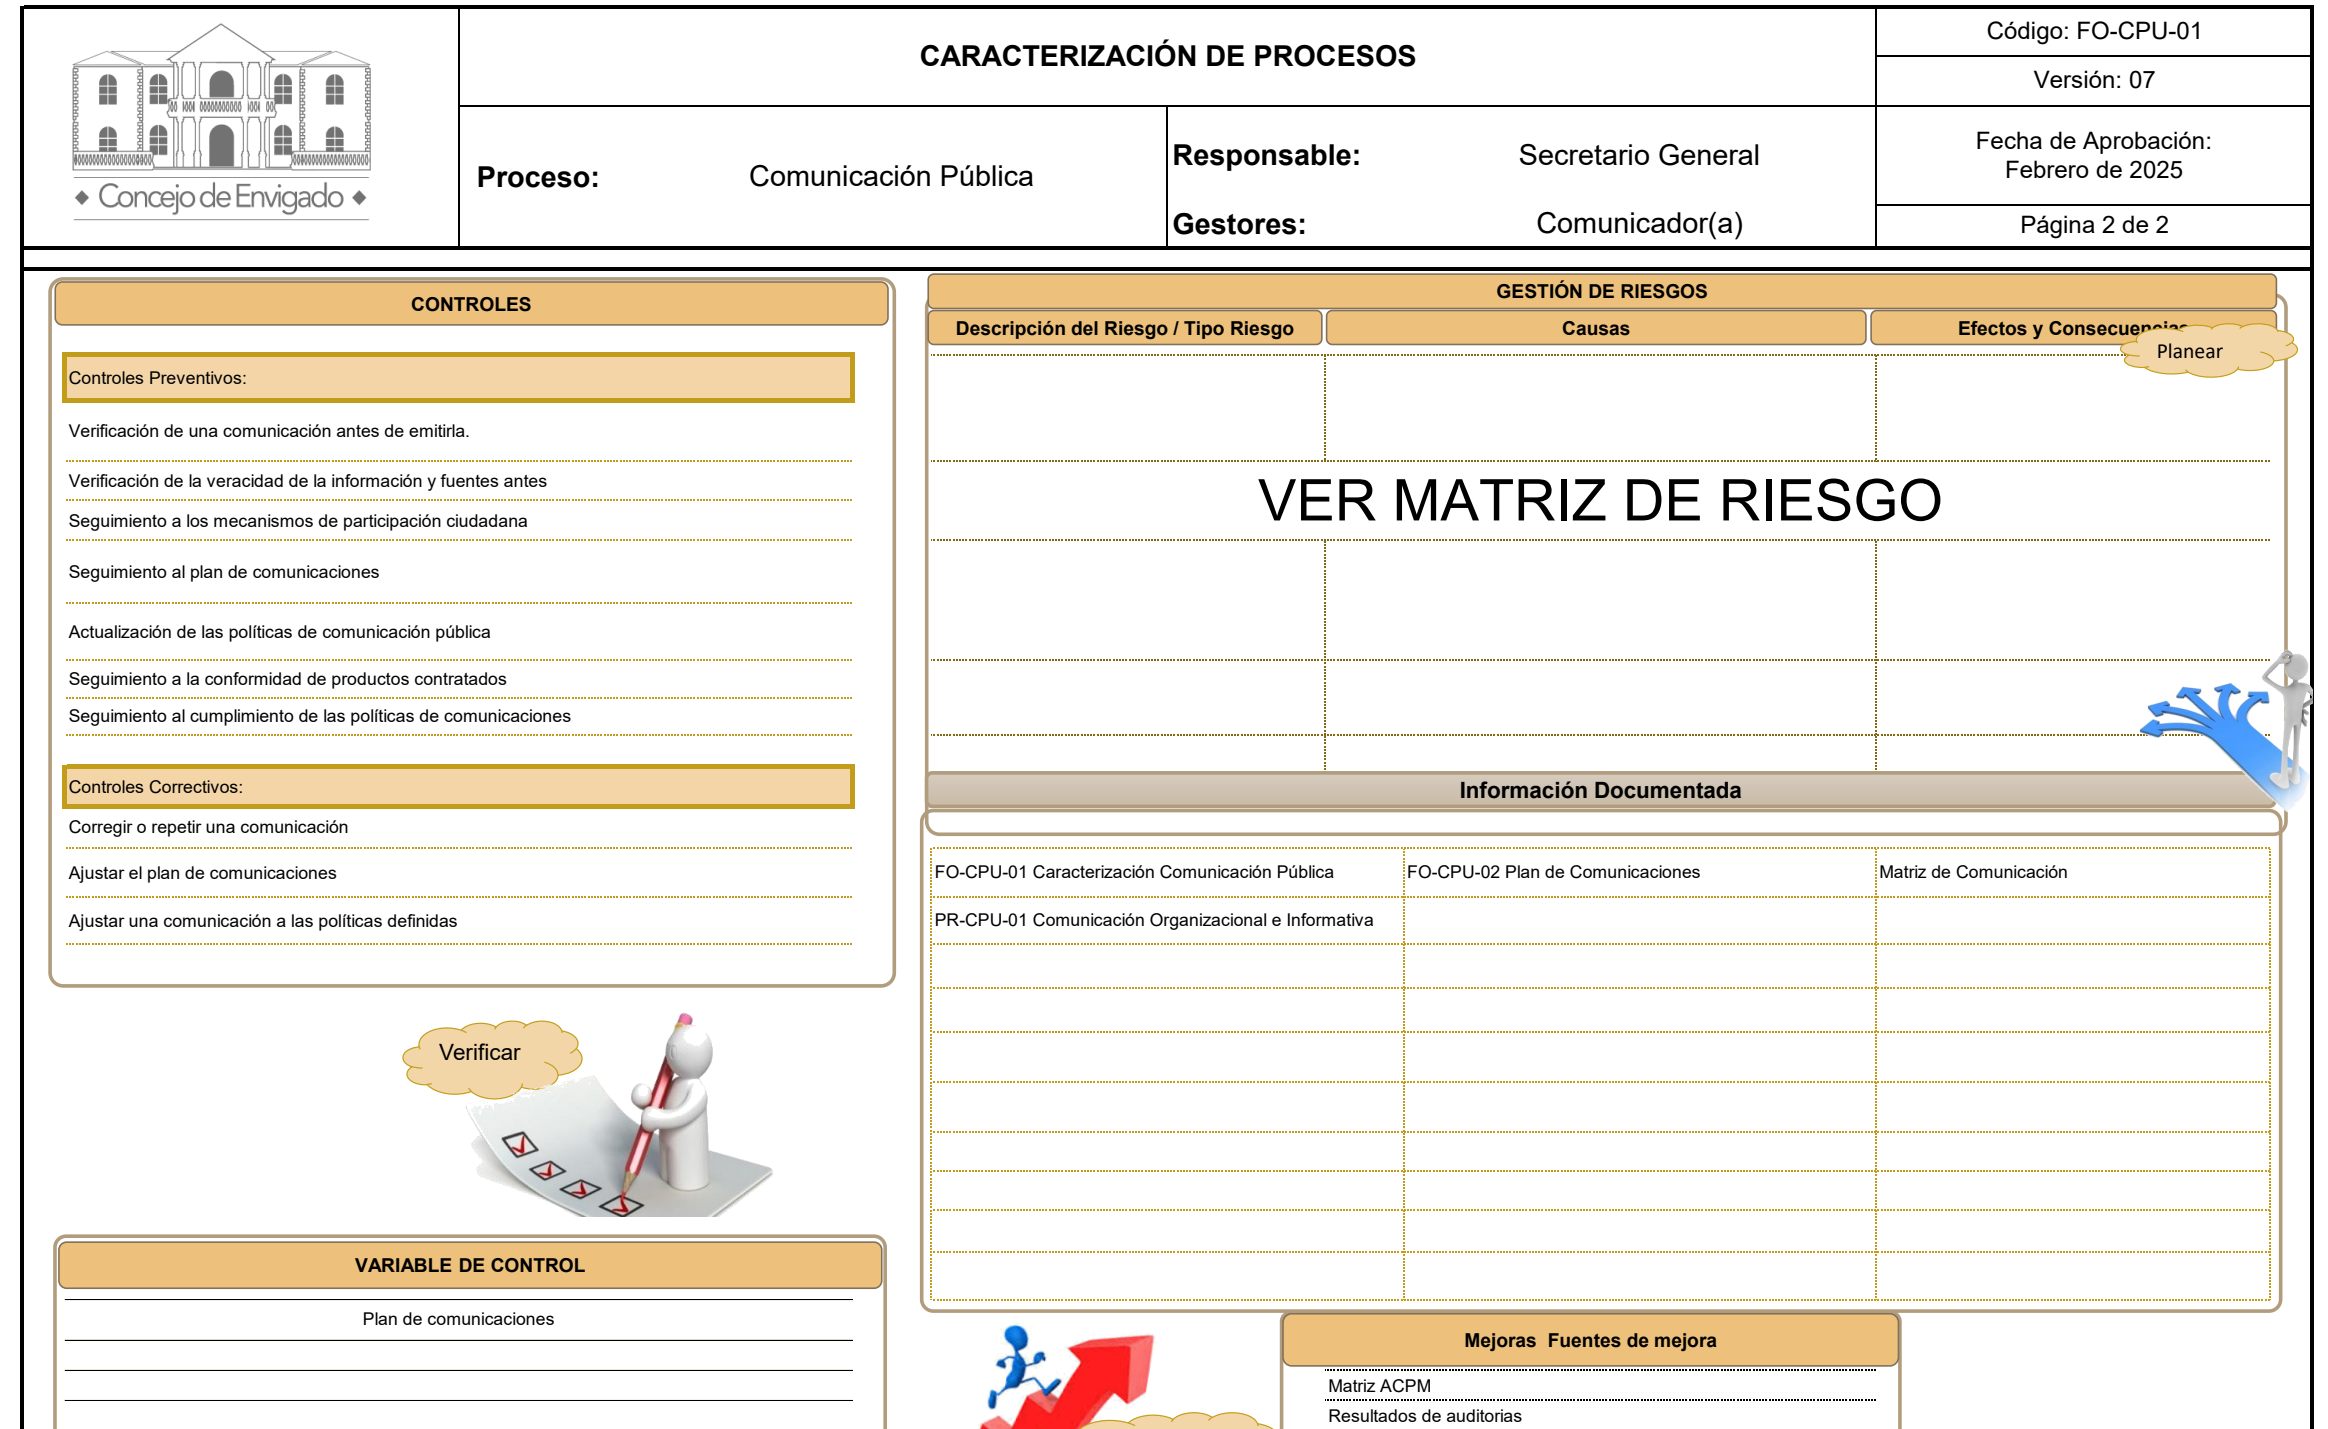 Concejo de Envigado
CARACTERIZACIÓN DE PROCESOS
Código: FO-CPU-01
Versión: 07
Proceso:
Comunicación Pública
Responsable:
Secretario General
Gestores:
Comunicador(a)
Fecha de Aprobación:
Febrero de 2025
Página 2 de 2
CONTROLES
Controles Preventivos:
Verificación de una comunicación antes de emitirla.
Verificación de la veracidad de la información y fuentes antes
Seguimiento a los mecanismos de participación ciudadana
Seguimiento al plan de comunicaciones
Actualización de las políticas de comunicación pública
Seguimiento a la conformidad de productos contratados
Seguimiento al cumplimiento de las políticas de comunicaciones
Controles Correctivos:
Corregir o repetir una comunicación
Ajustar el plan de comunicaciones
Ajustar una comunicación a las políticas definidas
Verificar
VARIABLE DE CONTROL
Plan de comunicaciones
GESTIÓN DE RIESGOS
Descripción del Riesgo / Tipo Riesgo
Causas
Efectos y Consecuencias
Planear
VER MATRIZ DE RIESGO
Información Documentada
FO-CPU-01 Caracterización Comunicación Pública
FO-CPU-02 Plan de Comunicaciones
Matriz de Comunicación
PR-CPU-01 Comunicación Organizacional e Informativa
Mejoras  Fuentes de mejora
Matriz ACPM
Resultados de auditorias